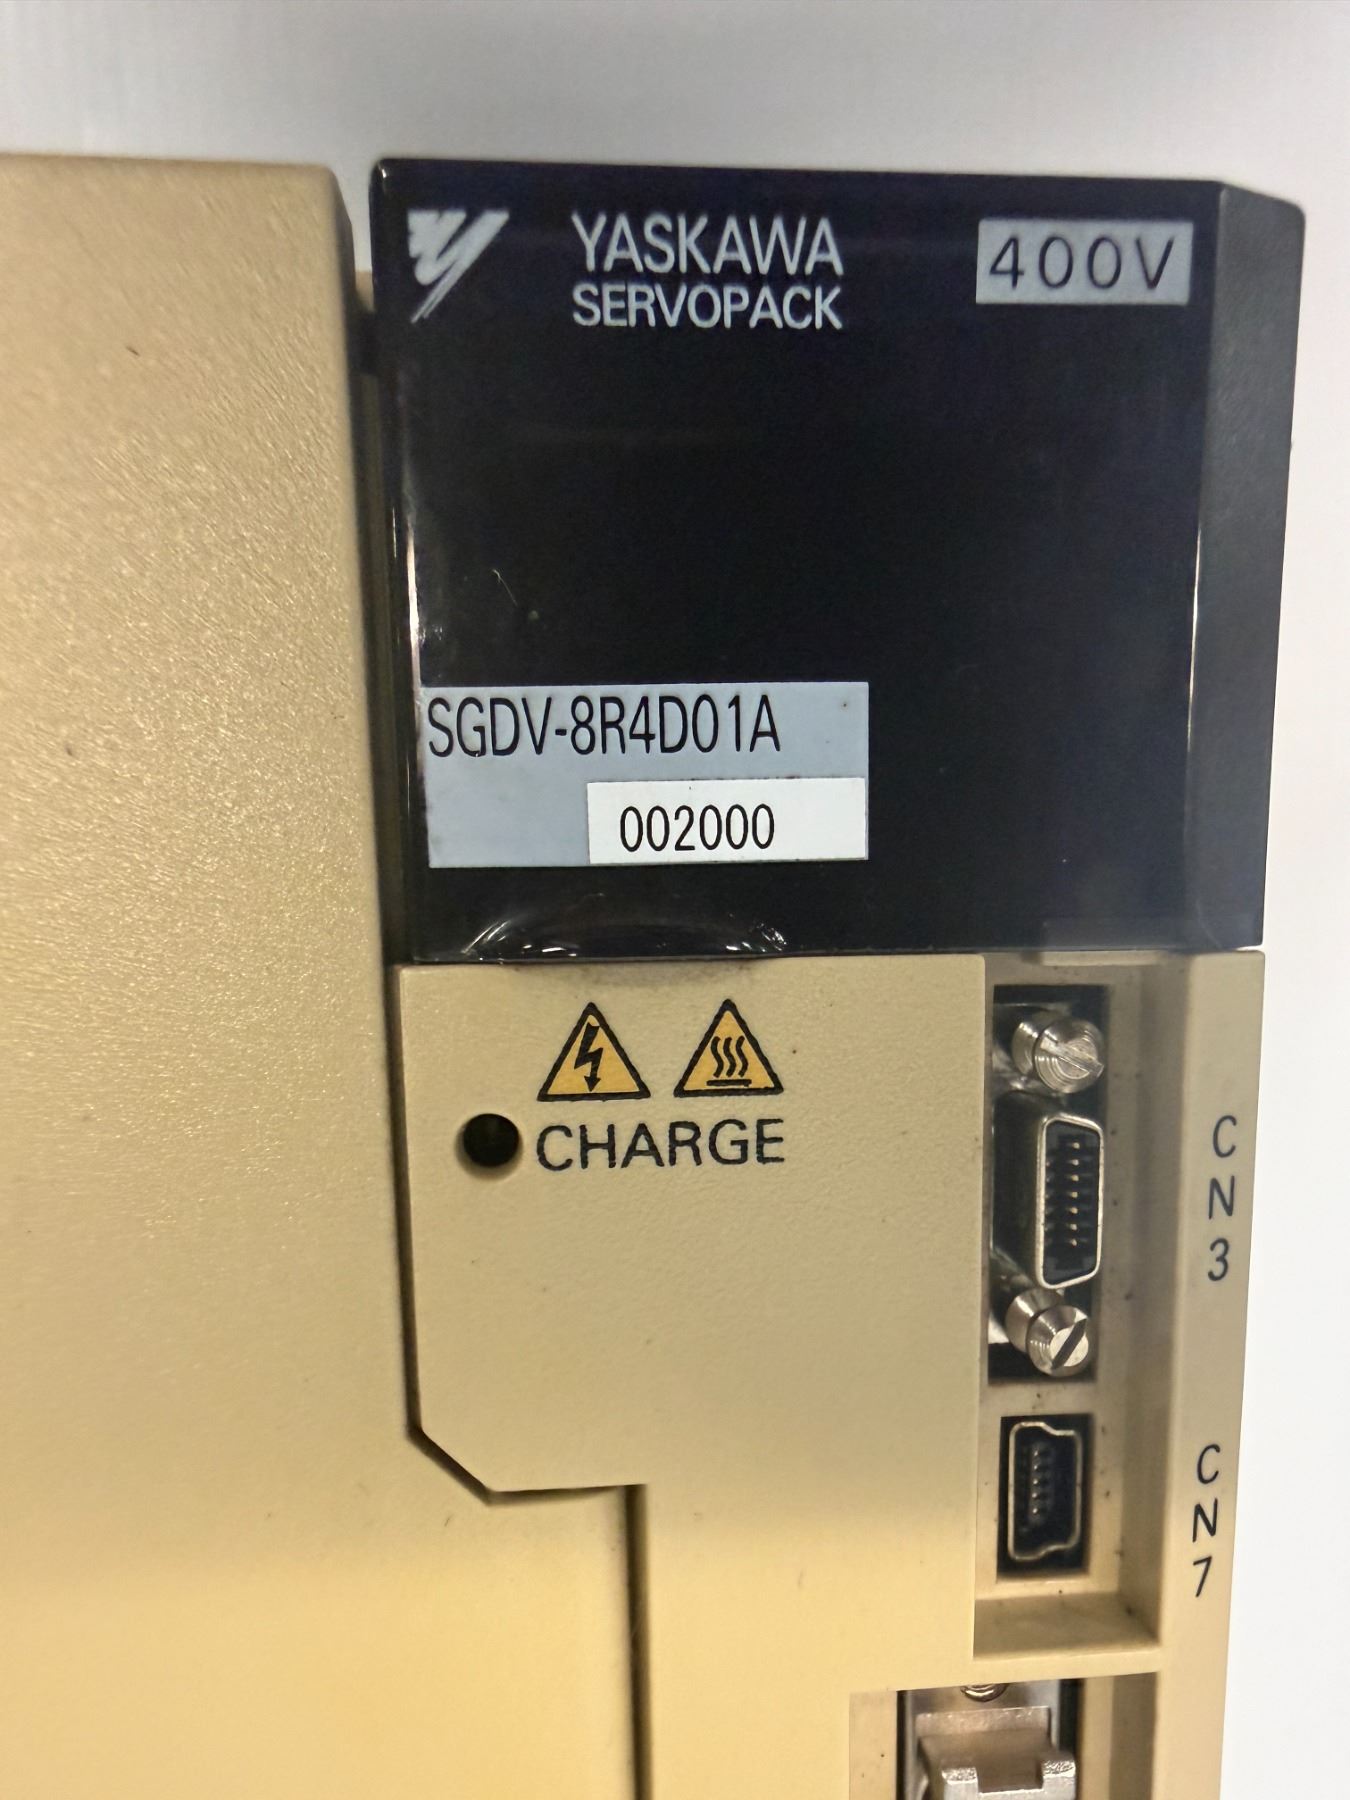 YASKAWA
SERVOPACK
400V
SGDV-8R4D01A
002000
CHARGE
CN3
CN7